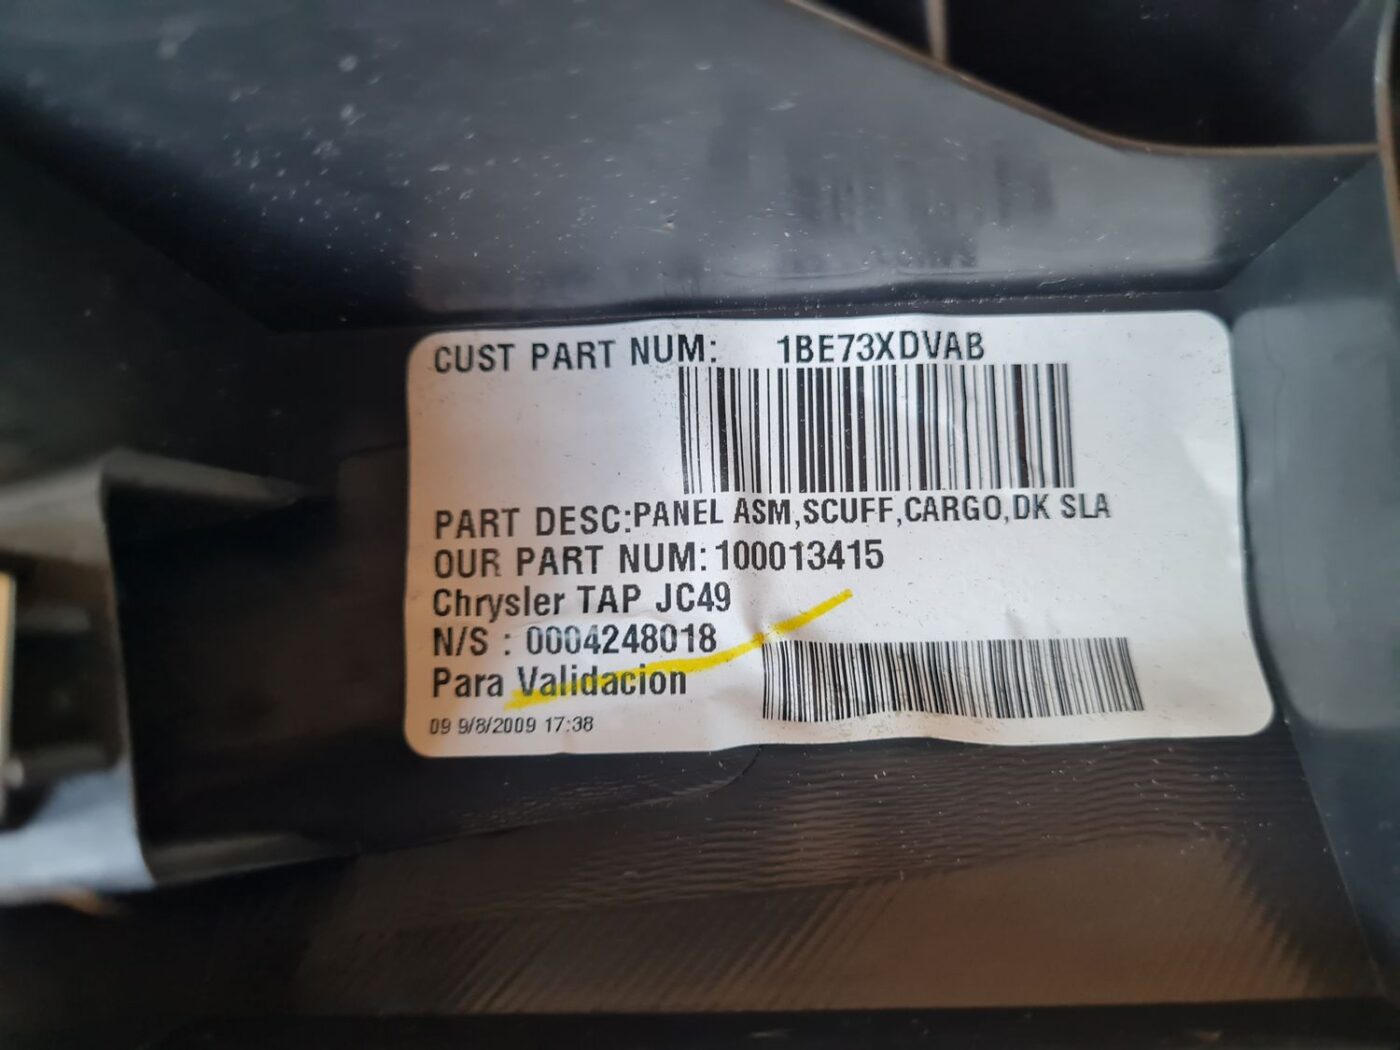 CUST PART NUM: 1BE73XDVAB
PART DESC:PANEL ASM,SCUFF,CARGO,DK SLA
OUR PART NUM:100013415
Chrysler TAP JC49
N/S : 0004248018
Para Validacion
09 9/8/2009 17:38